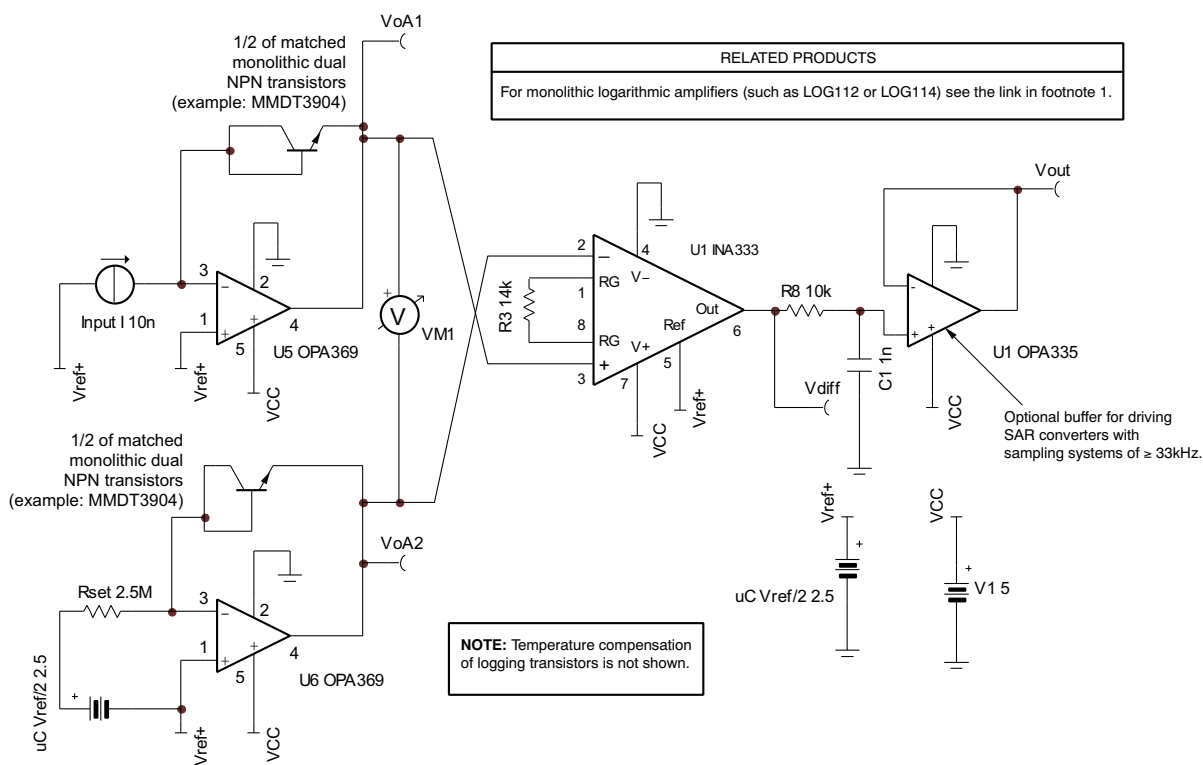 VoA1
1/2 of matched
monolithic dual
NPN transistors
(example: MMDT3904)
RELATED PRODUCTS
For monolithic logarithmic amplifiers (such as LOG112 or LOG114) see the link in footnote 1.
Vout
2
4
U1 INA333
3
2
Input I 10n
1
4
5
U5 OPA369
Vref+
Vref+
VCC
+
V
VM1
R3 14k
RG
V−
1
8
RG
Out
Ref
V+
6
5
3
7
VCC
Vref+
R8 10k
C1 1n
Vdiff
U1 OPA335
VCC
Optional buffer for driving
SAR converters with
sampling systems of ≥ 33kHz.
1/2 of matched
monolithic dual
NPN transistors
(example: MMDT3904)
VoA2
Rset 2.5M
3
2
1
4
5
U6 OPA369
uC Vref/2 2.5
+
Vref+
VCC
NOTE: Temperature compensation
of logging transistors is not shown.
Vref+
+
uC Vref/2 2.5
VCC
+
V1 5